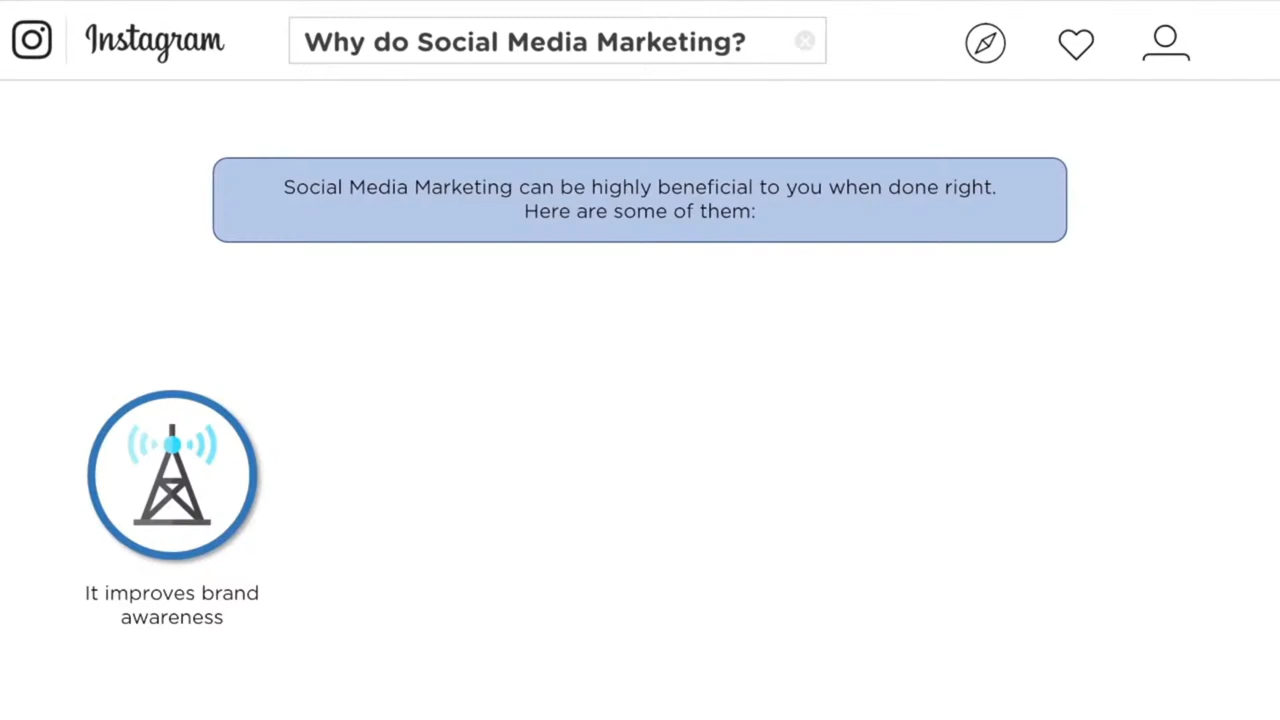 Instagram
Why do Social Media Marketing?
Social Media Marketing can be highly beneficial to you when done right.
Here are some of them:
It improves brand
awareness